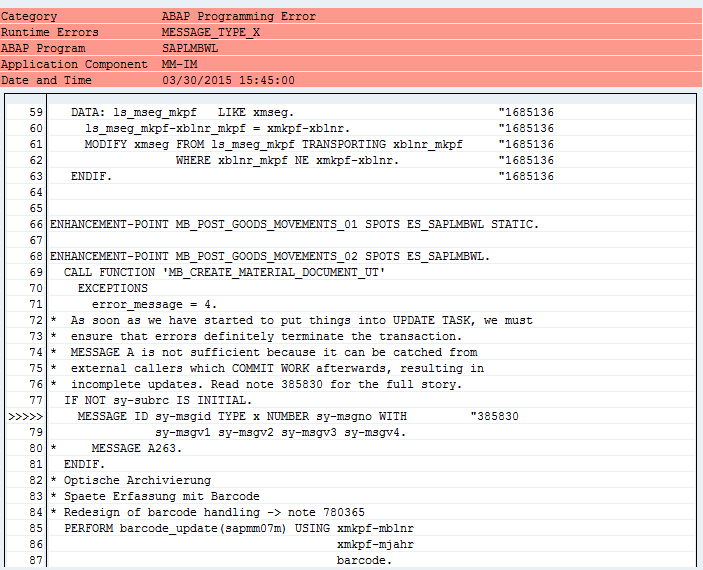 Category ABAP Programming Error
Runtime Errors MESSAGE_TYPE_X
ABAP Program SAPLMBWL
Application Component MM-IM
Date and Time 03/30/2015 15:45:00
59 DATA: ls_mseg_mkpf LIKE xmseg. "1685136
60 ls_mseg_mkpf-xblnr_mkpf = xmkpf-xblnr. "1685136
61 MODIFY xmseg FROM ls_mseg_mkpf TRANSPORTING xblnr_mkpf "1685136
62 WHERE xblnr_mkpf NE xmkpf-xblnr. "1685136
63 ENDIF. "1685136
64
65
66 ENHANCEMENT-POINT MB_POST_GOODS_MOVEMENTS_01 SPOTS ES_SAPLMBWL STATIC.
67
68 ENHANCEMENT-POINT MB_POST_GOODS_MOVEMENTS_02 SPOTS ES_SAPLMBWL.
69 CALL FUNCTION 'MB_CREATE_MATERIAL_DOCUMENT_UT'
70 EXCEPTIONS
71 error_message = 4.
72 * As soon as we have started to put things into UPDATE TASK, we must
73 * ensure that errors definitely terminate the transaction.
74 * MESSAGE A is not sufficient because it can be catched from
75 * external callers which COMMIT WORK afterwards, resulting in
76 * incomplete updates. Read note 385830 for the full story.
77 IF NOT sy-subrc IS INITIAL.
>>>>> MESSAGE ID sy-msgid TYPE x NUMBER sy-msgno WITH "385830
79 sy-msgv1 sy-msgv2 sy-msgv3 sy-msgv4.
80 * MESSAGE A263.
81 ENDIF.
82 * Optische Archivierung
83 * Spaete Erfassung mit Barcode
84 * Redesign of barcode handling -> note 780365
85 PERFORM barcode_update(sapmm07m) USING xmkpf-mblnr
86 xmkpf-mjahr
87 barcode.